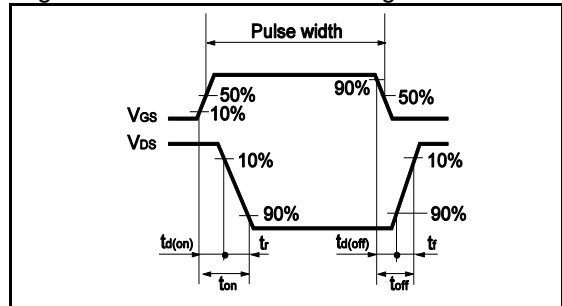 Pulse width
90%
50% 50%
10%
VGS
VDS
10% 10%
90% 90%
td(on) tr td(off) tf
ton toff